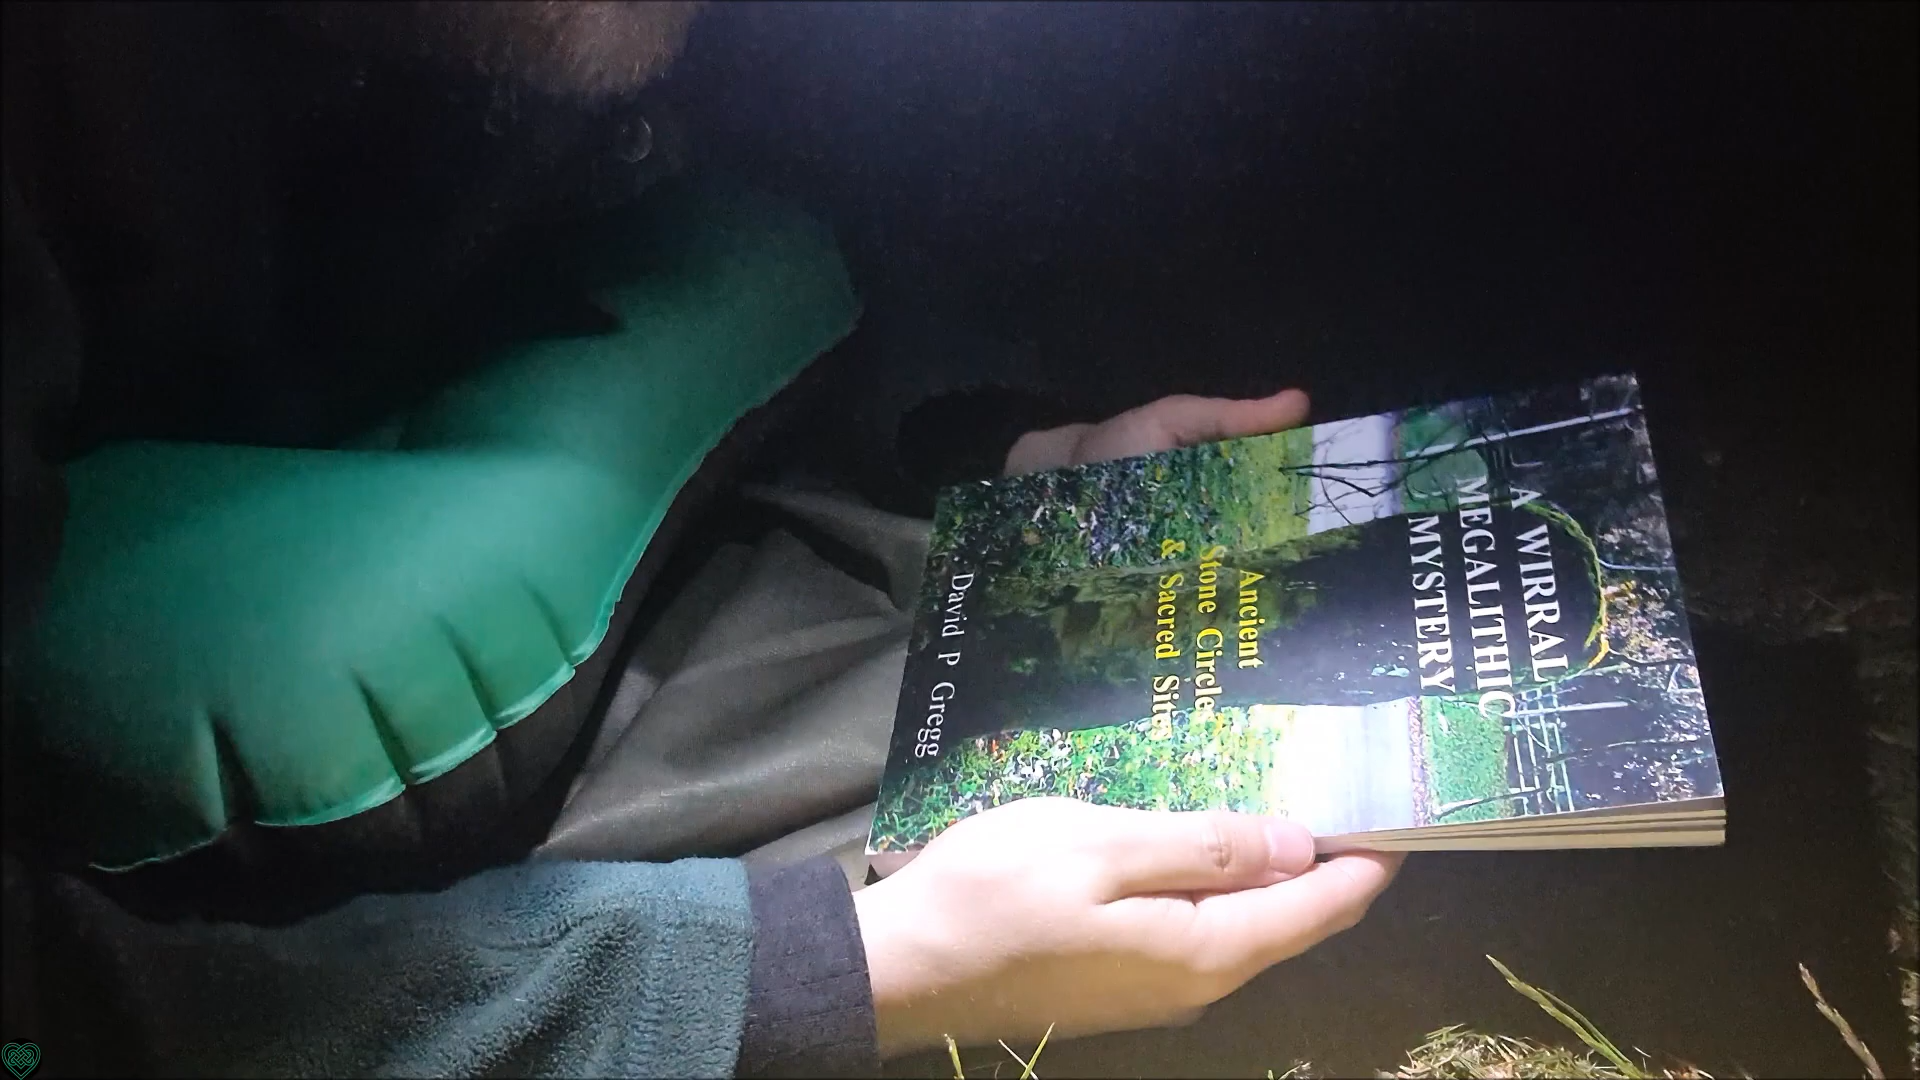 A WIRRAL
MEGALITHIC
MYSTERY
Ancient
Stone Circles
& Sacred Sites
David P Gregg